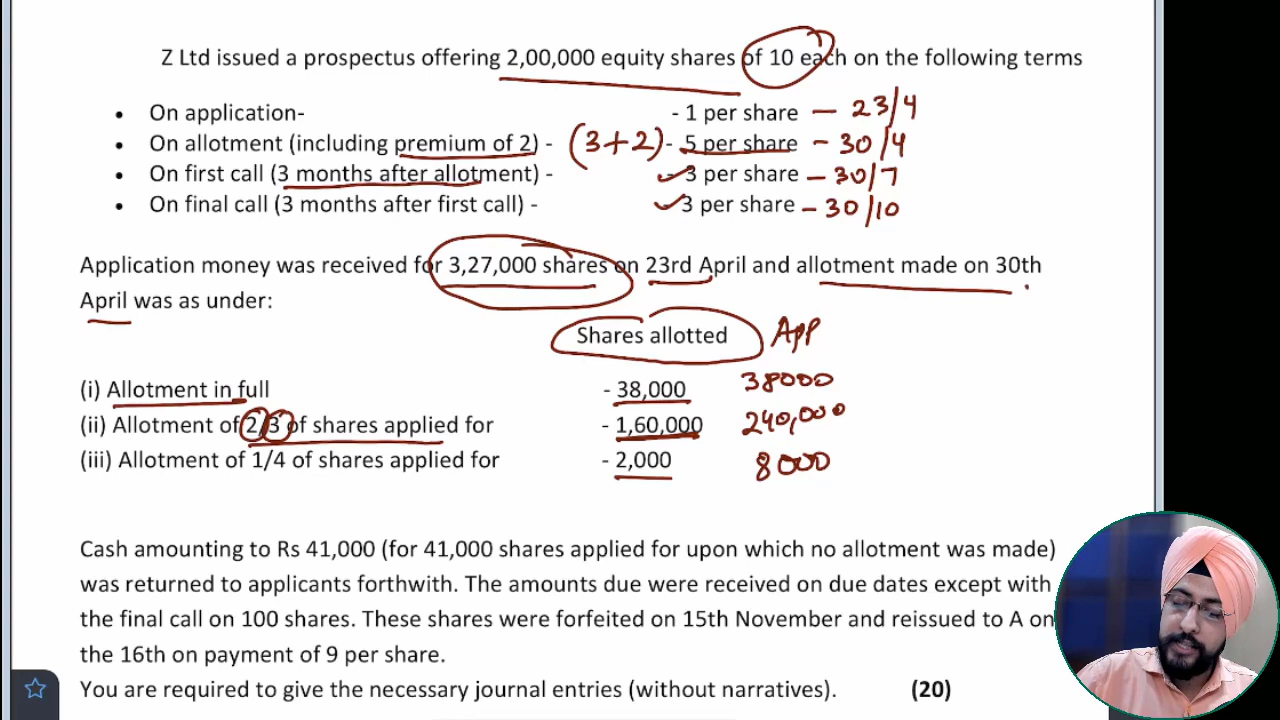 Z Ltd issued a prospectus offering 2,00,000 equity shares of 10 each on the following terms
• On application- - 1 per share — 23/4
• On allotment (including premium of 2) - (3+2) - 5 per share - 30/4
• On first call (3 months after allotment) - - 3 per share - 30/7
• On final call (3 months after first call) - - 3 per share - 30/10
Application money was received for 3,27,000 shares on 23rd April and allotment made on 30th
April was as under:
Shares allotted App
(i) Allotment in full - 38,000 38000
(ii) Allotment of 2/3 of shares applied for - 1,60,000 240,000
(iii) Allotment of 1/4 of shares applied for - 2,000 8000
Cash amounting to Rs 41,000 (for 41,000 shares applied for upon which no allotment was made)
was returned to applicants forthwith. The amounts due were received on due dates except with
the final call on 100 shares. These shares were forfeited on 15th November and reissued to A on
the 16th on payment of 9 per share.
You are required to give the necessary journal entries (without narratives). (20)